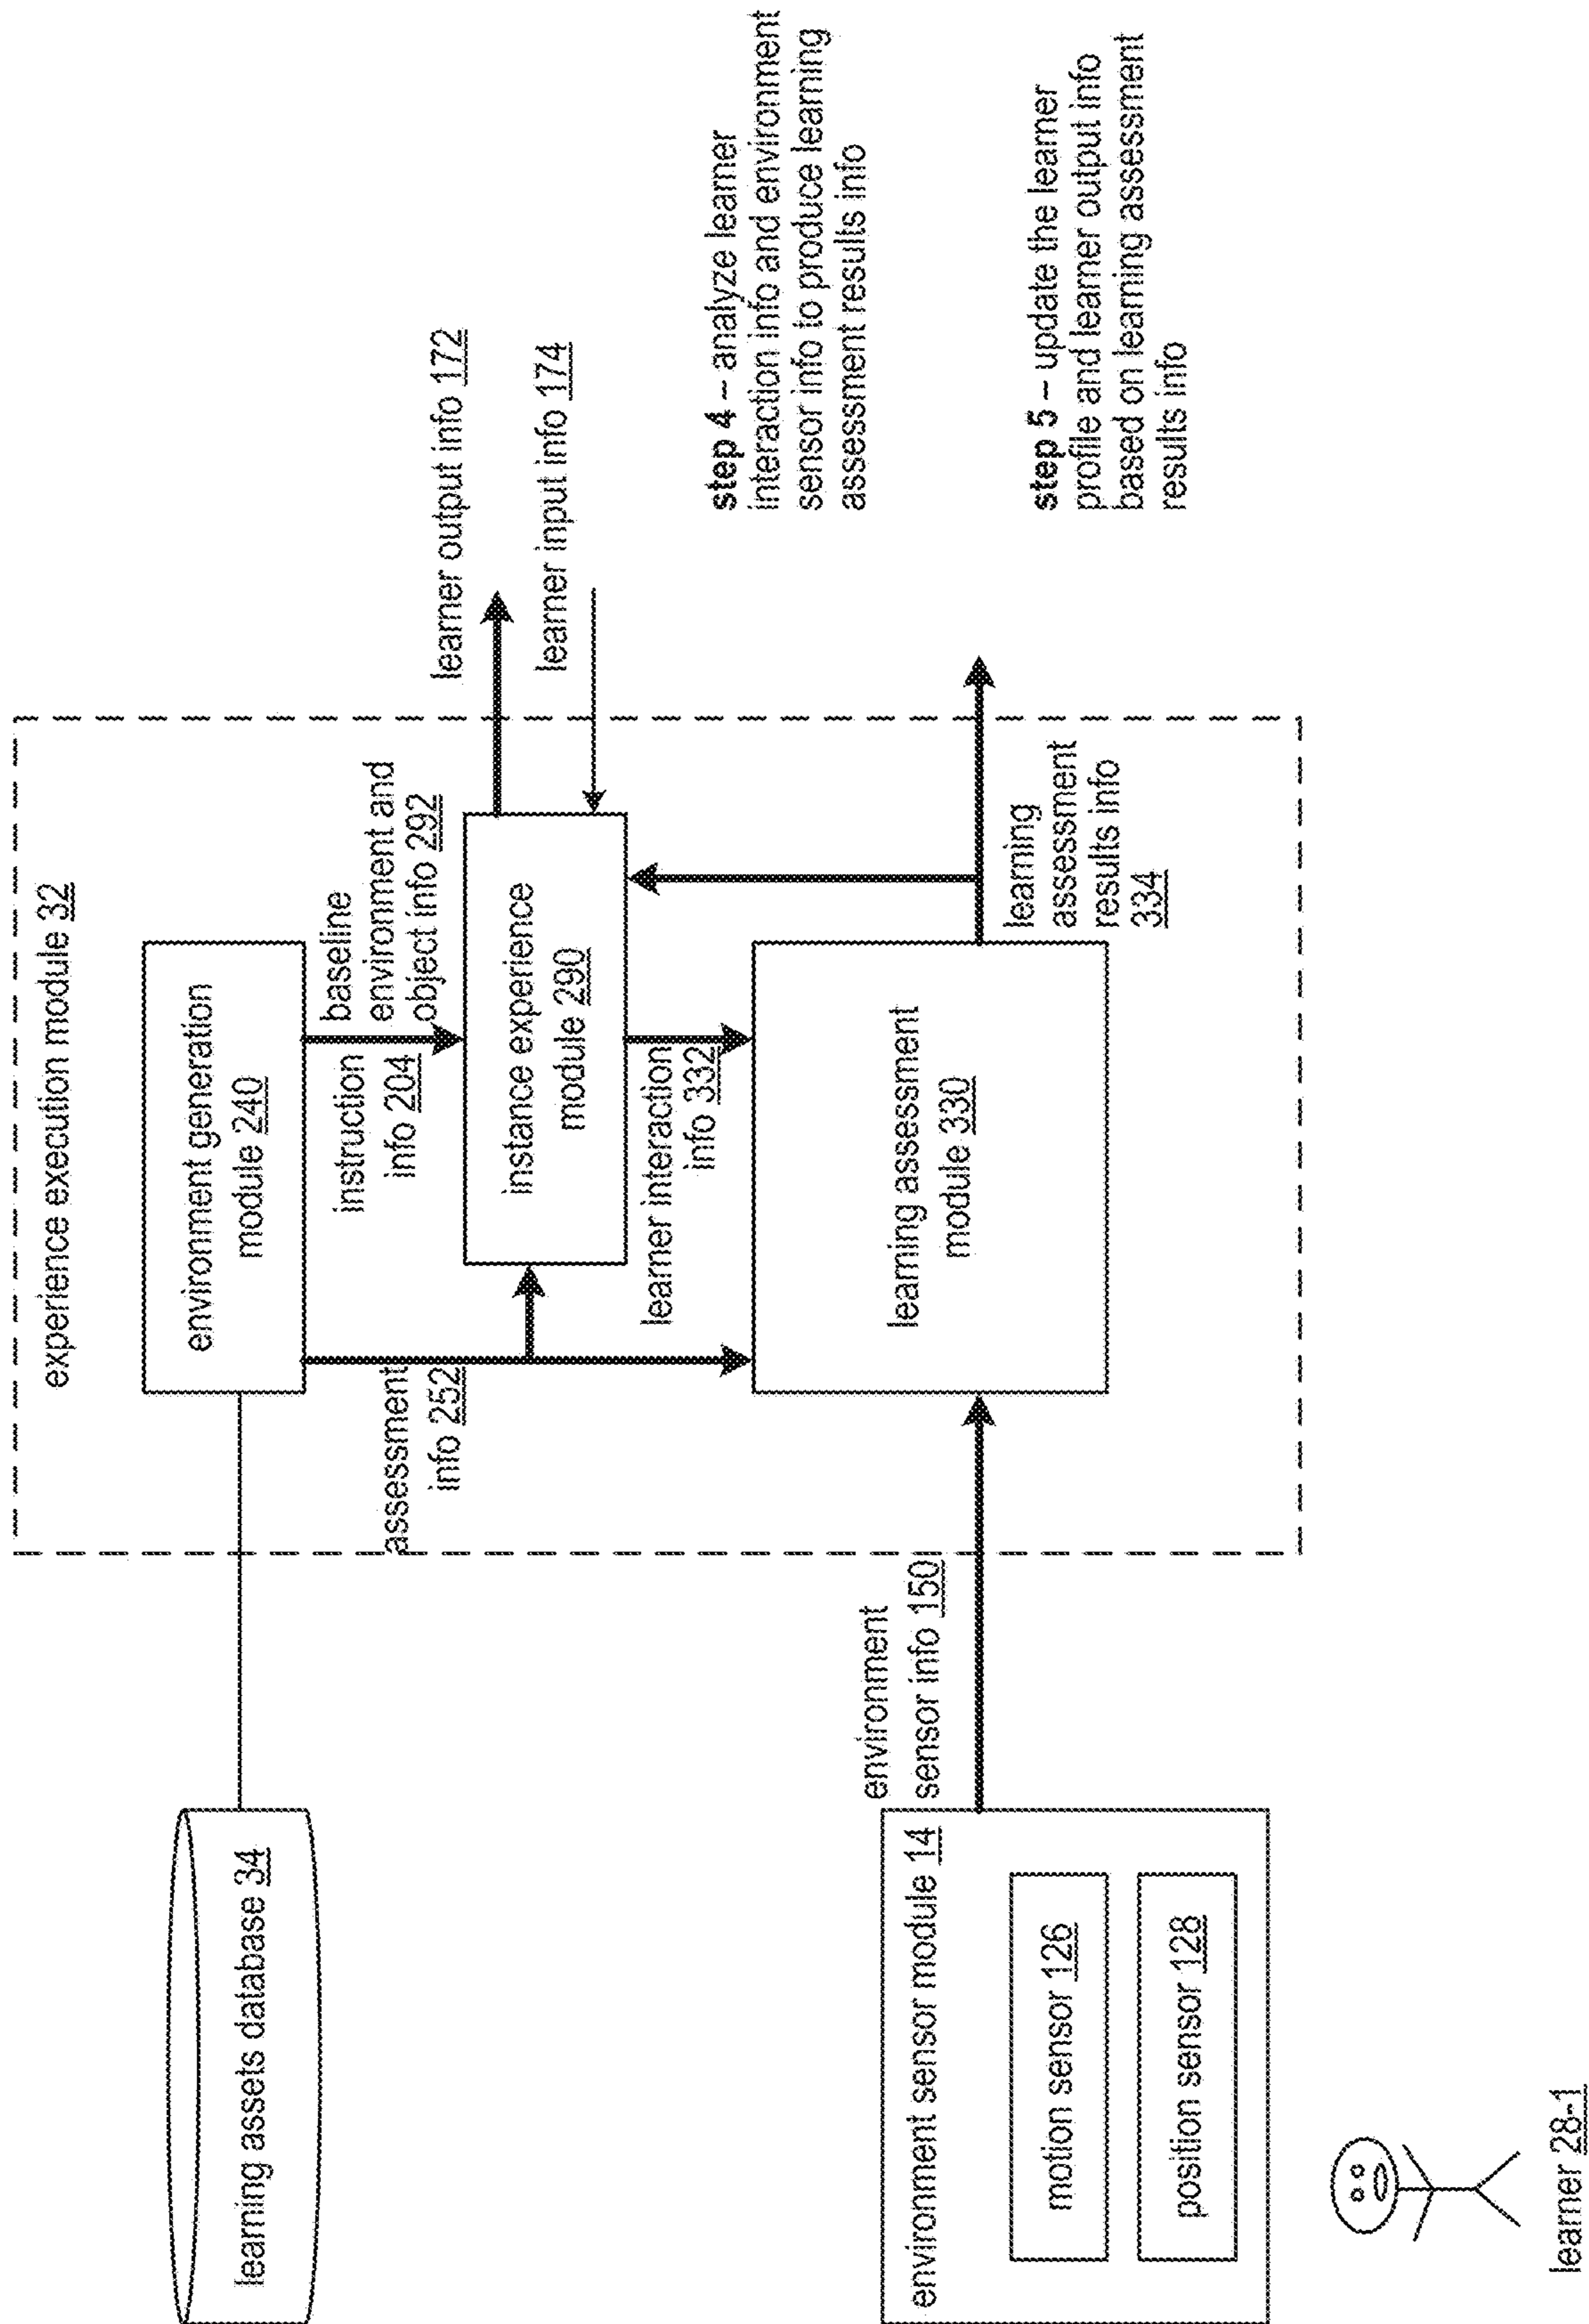 experience execution module 32
learning assets database 34
environment generation
module 240
assessment
info 252
instruction
info 204
baseline
environment and
object info 292
instance experience
module 290
learner output info 172
learner input info 174
learner interaction
info 332
step 4 – analyze learner
interaction info and environment
sensor info to produce learning
assessment results info
environment
sensor info 150
environment sensor module 14
motion sensor 126
position sensor 128
learning assessment
module 330
learning
assessment
results info
334
step 5 – update the learner
profile and learner output info
based on learning assessment
results info
learner 28-1